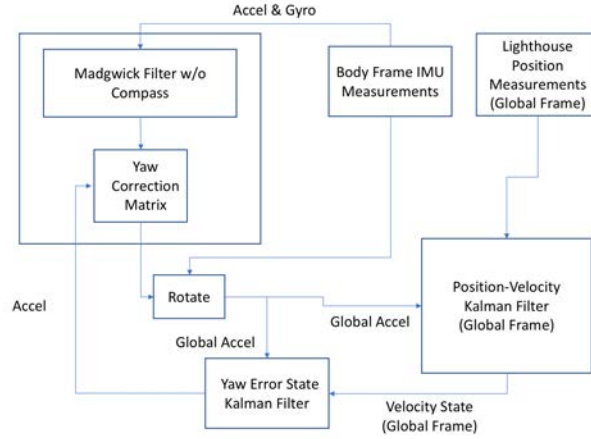 Accel & Gyro
Madgwick Filter w/o
Compass
Body Frame IMU
Measurements
Lighthouse
Position
Measurements
(Global Frame)
Yaw
Correction
Matrix
Accel
Rotate
Global Accel
Global Accel
Position-Velocity
Kalman Filter
(Global Frame)
Yaw Error State
Kalman Filter
Velocity State
(Global Frame)